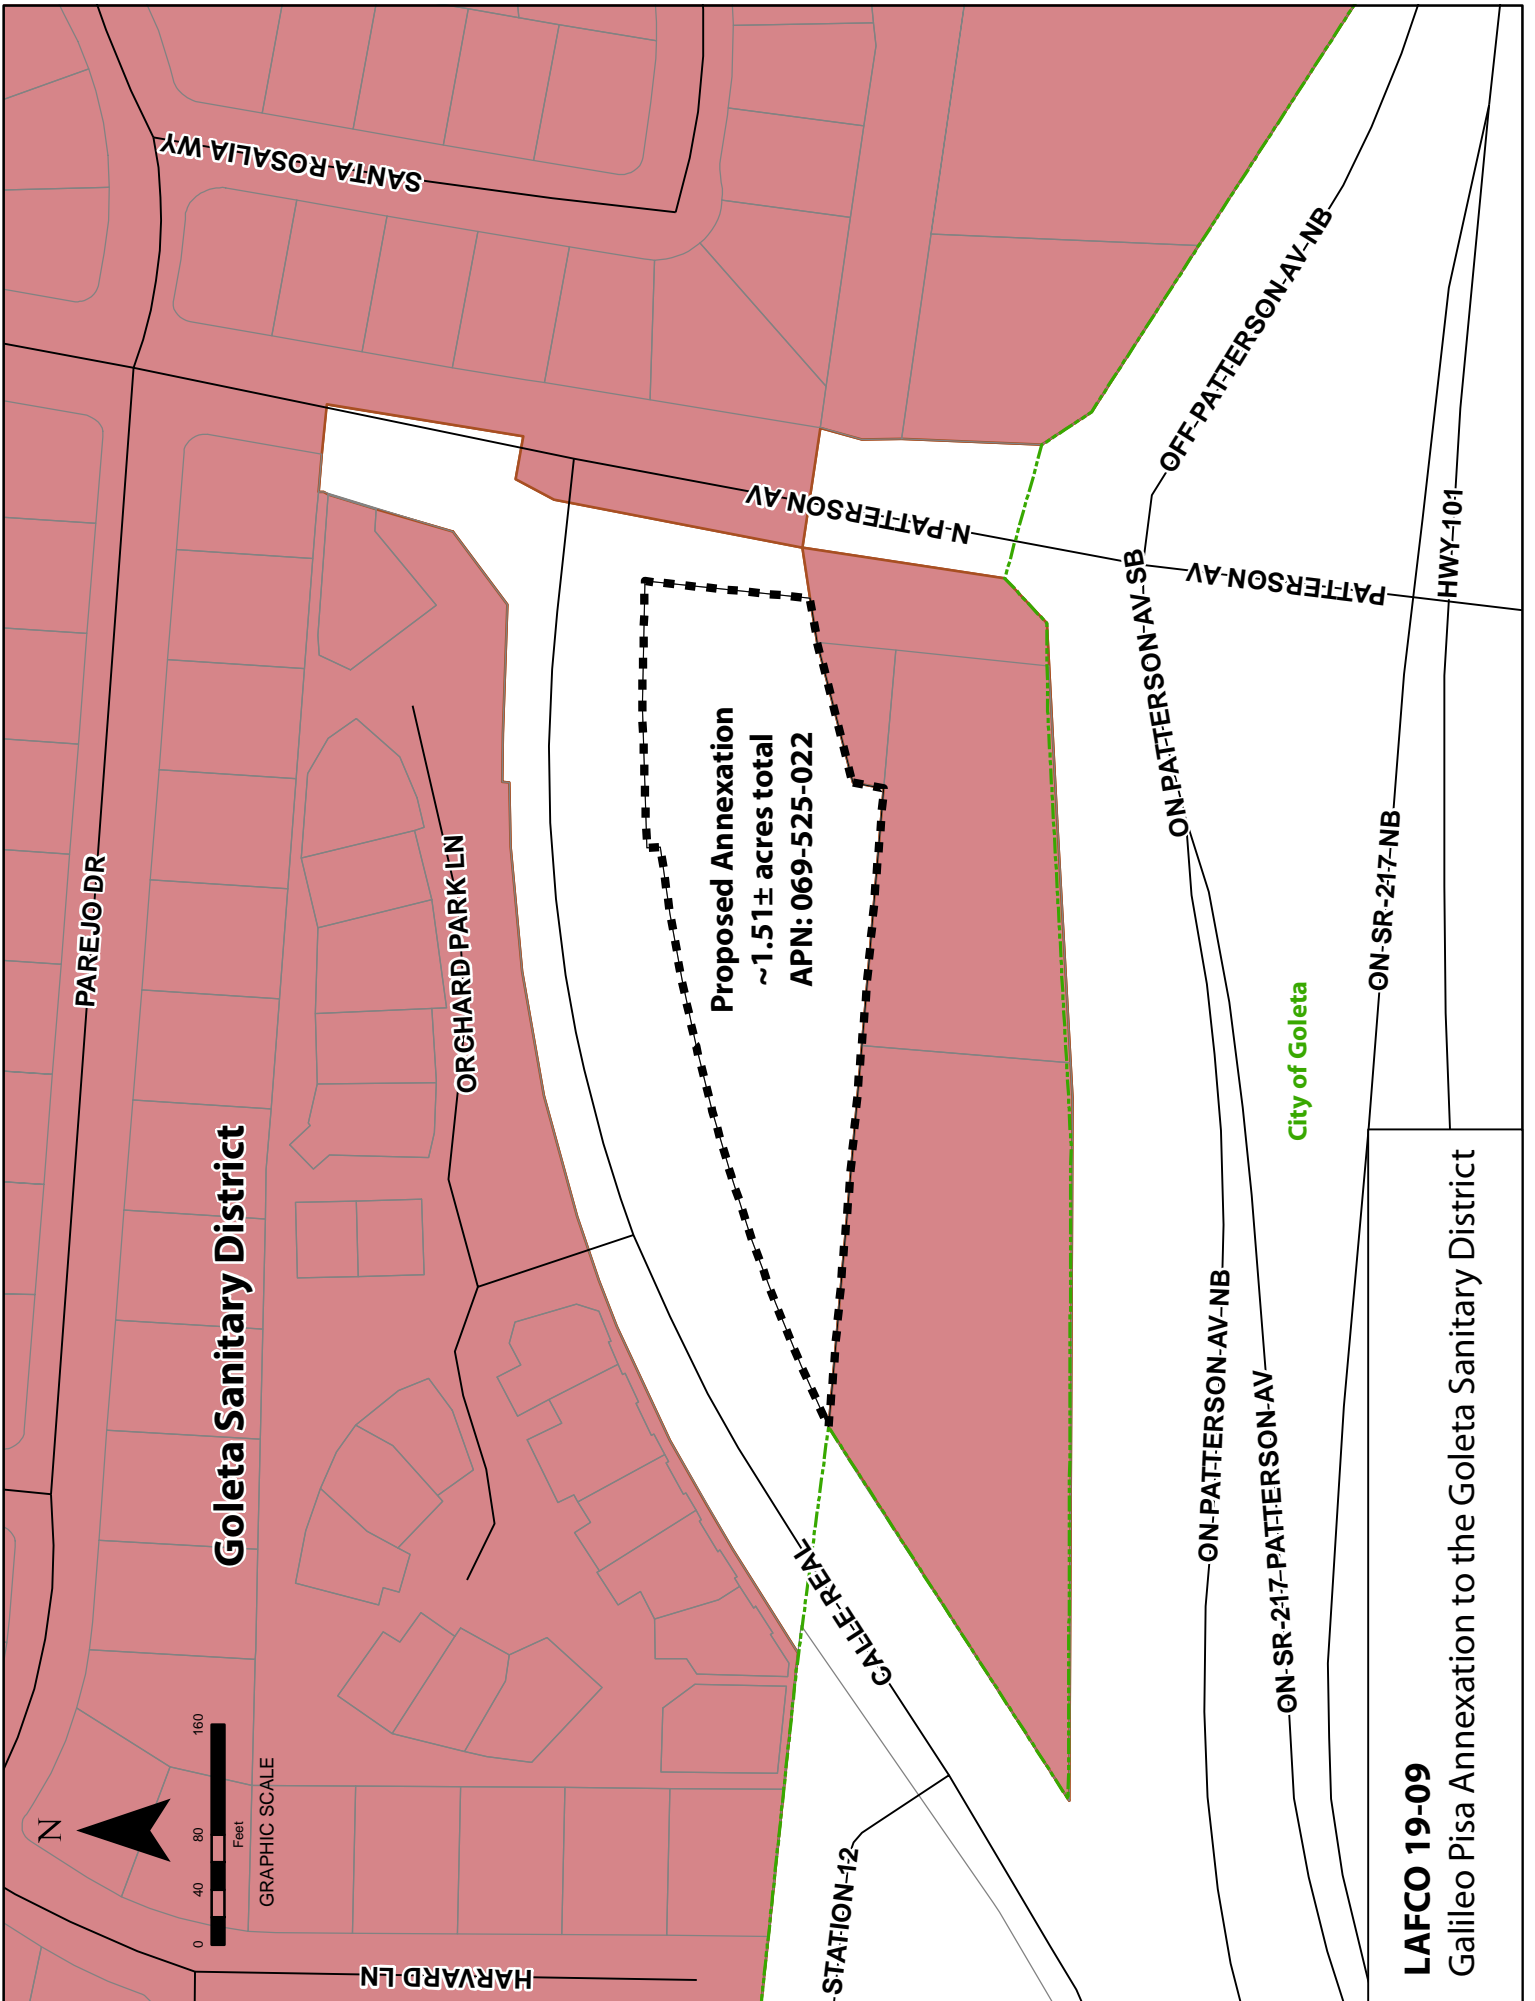 PAREJO DR
SANTA ROSALIA WY
Goleta Sanitary District
ORCHARD PARK LN
N PATTERSON AV
Proposed Annexation
~1.51± acres total
APN: 069-525-022
CALLE REAL
HARVARD LN
STATION 12
OFF PATTERSON AV NB
ON PATTERSON AV SB
PATTERSON AV
HWY 101
ON SR-217 NB
ON PATTERSON AV NB
ON SR-217 PATTERSON AV
City of Goleta
N
0 40 80 160
Feet
GRAPHIC SCALE
LAFCO 19-09
Galileo Pisa Annexation to the Goleta Sanitary District